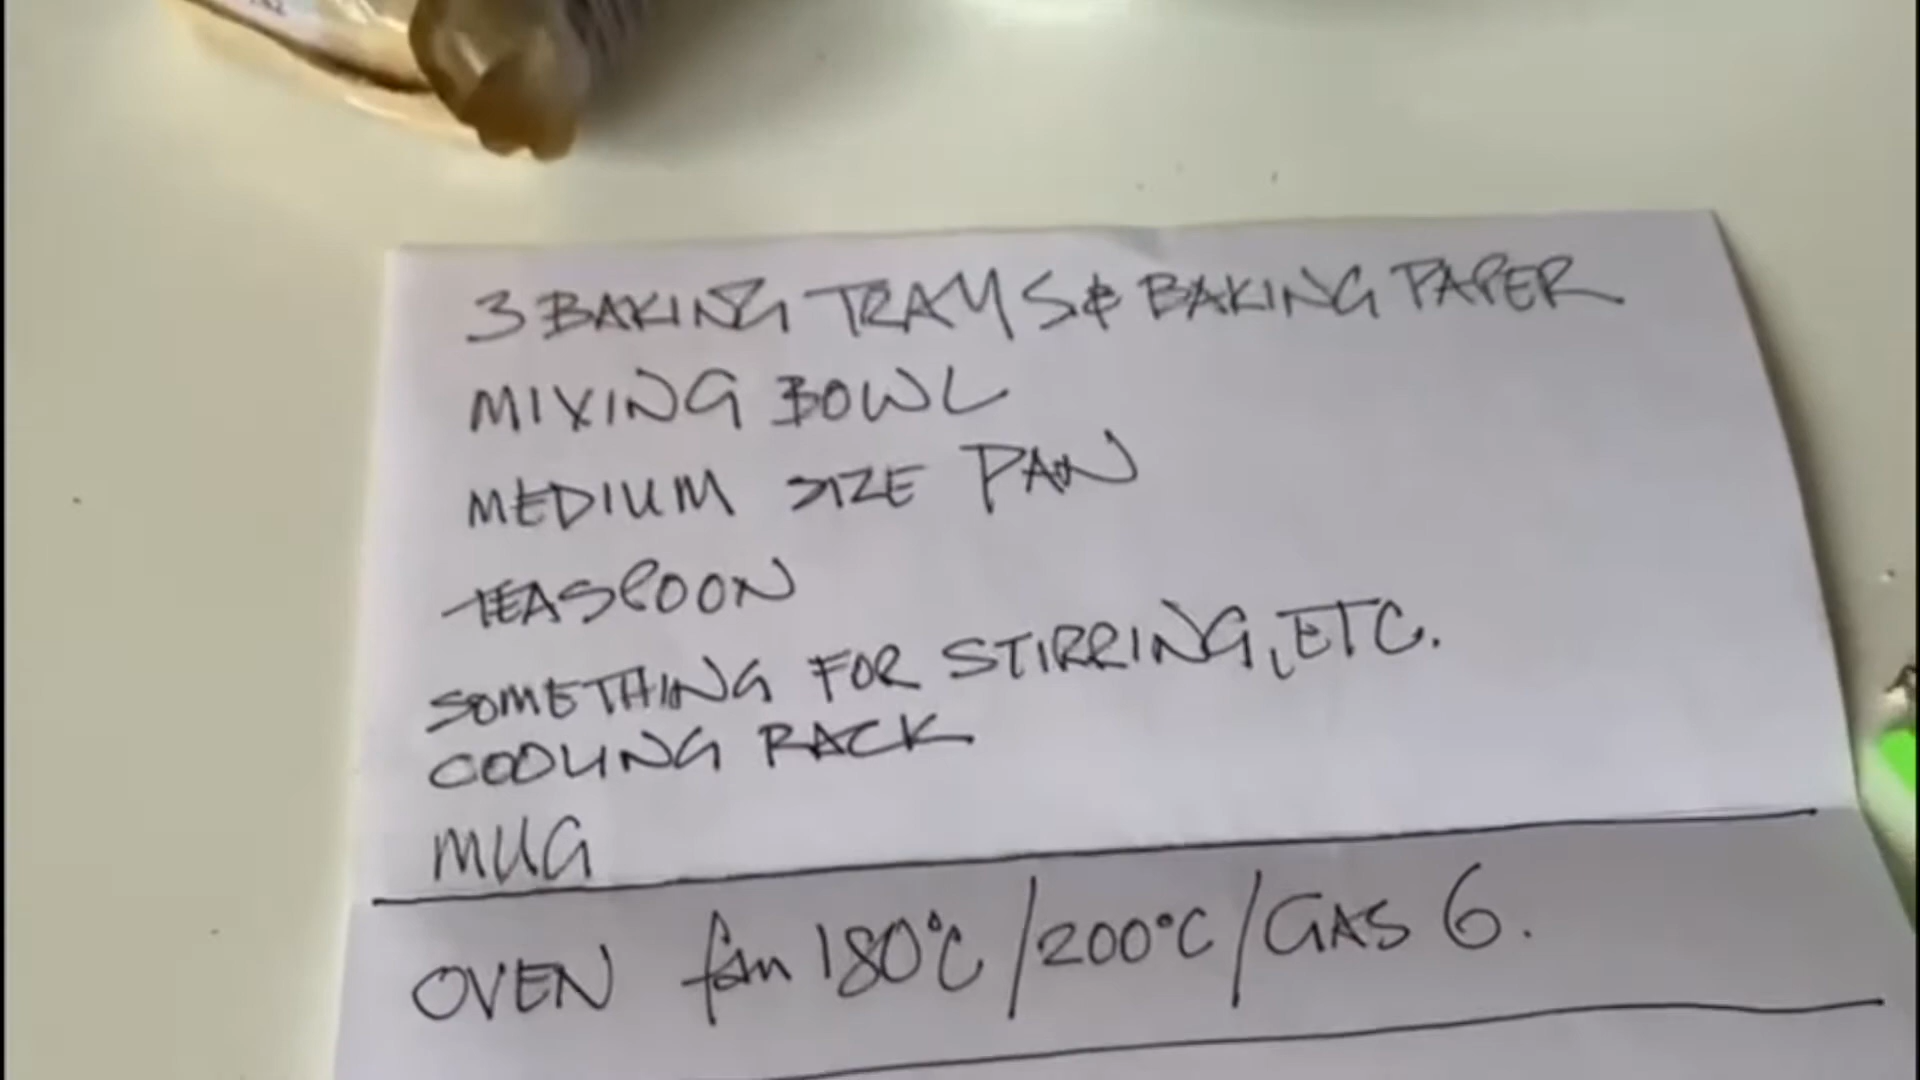 3 BAKING TRAYS & BAKING PAPER
MIXING BOWL
MEDIUM SIZE PAN
TEASPOON
SOMETHING FOR STIRRING, ETC.
COOLING RACK
MUG
OVEN fan 180°C/200°C/GAS 6.